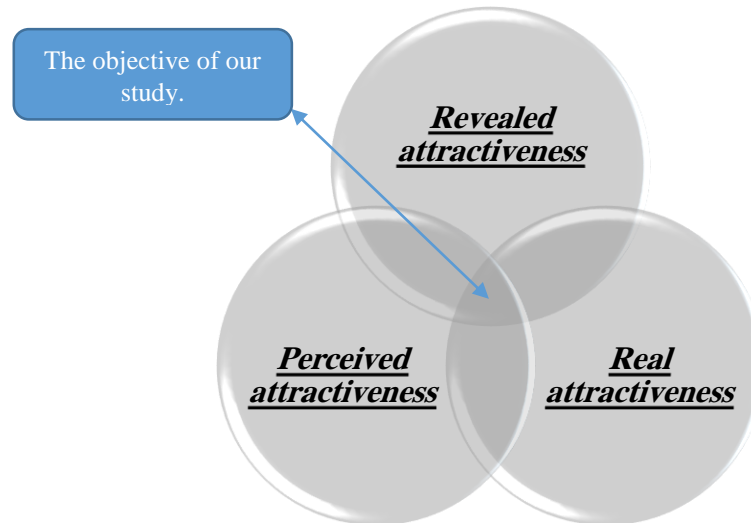 The objective of our
study.
Revealed
attractiveness
Perceived
attractiveness
Real
attractiveness